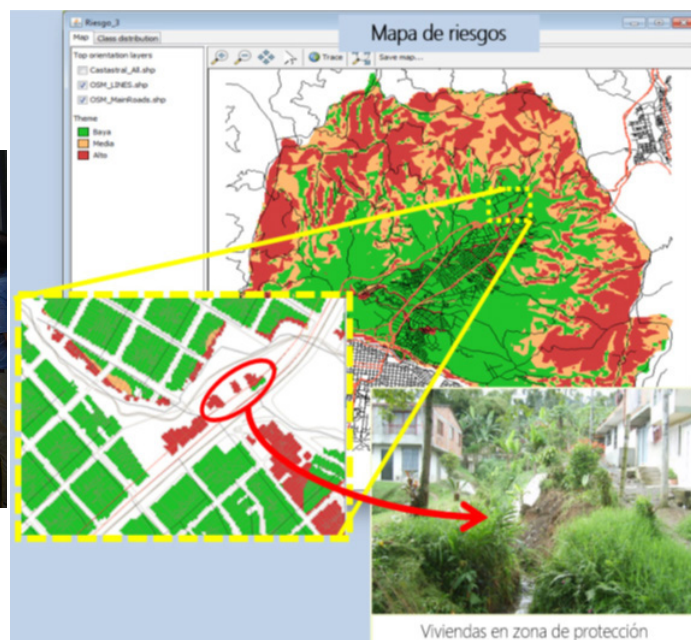 Riesgo_3
Mapa de riesgos
Map
Class distribution
Top orientation layers
Castastral_All.shp
OSM_LINES.shp
OSM_MainRoads.shp
Theme
Baya
Media
Alto
Trace
Save map...
Viviendas en zona de protección